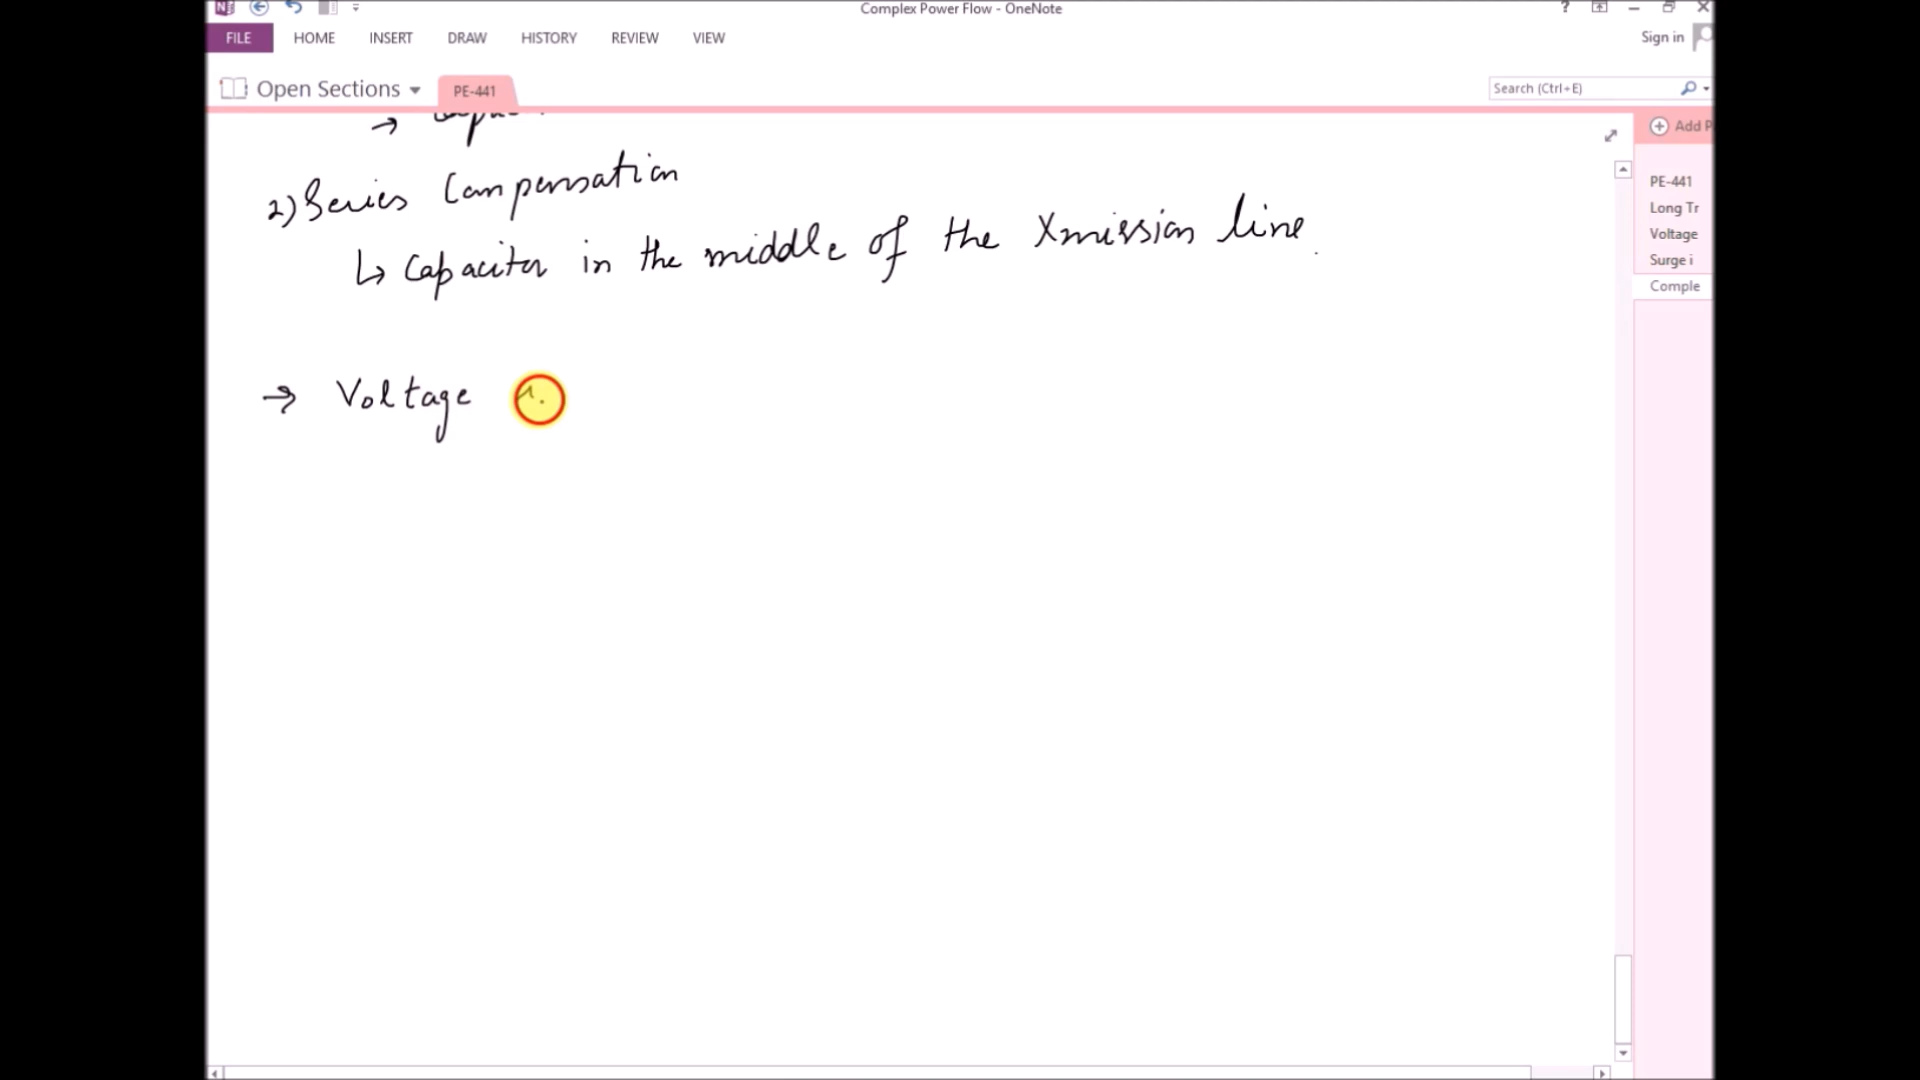 Complex Power Flow - OneNote
?
FILE HOME INSERT DRAW HISTORY REVIEW VIEW
Sign in
Open Sections PE-441
Search (Ctrl+E)
Add P
→
2) Series Compensation
↳ Capacitor in the middle of the Xmission line.
→ Voltage
PE-441
Long Tr
Voltage
Surge i
Comple